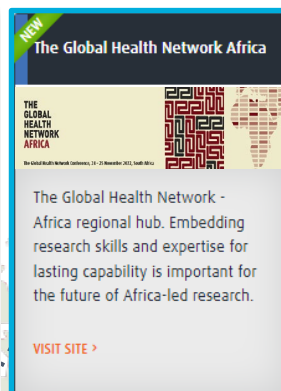 NEW
The Global Health Network Africa
THE
GLOBAL
HEALTH
NETWORK
AFRICA
The Global Health Network Conference, 24 - 25 November 2022, South Africa
The Global Health Network -
Africa regional hub. Embedding
research skills and expertise for
lasting capability is important for
the future of Africa-led research.
VISIT SITE >